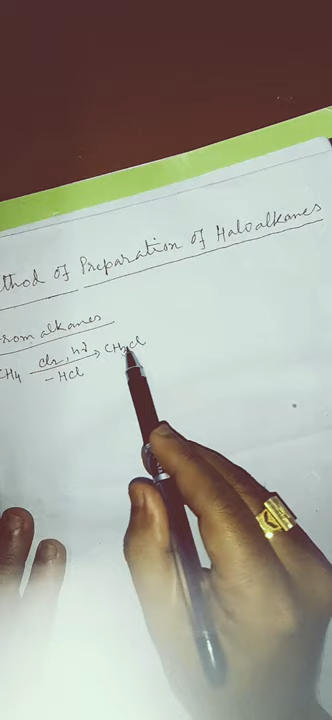 thod of Preparation of Haloalkanes
rom alkanes
CH4 Cl2, hν → CH3Cl
− HCl